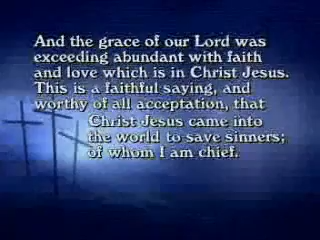 And the grace of our Lord was
exceeding abundant with faith
and love which is in Christ Jesus.
This is a faithful saying, and
worthy of all acceptation, that
Christ Jesus came into
the world to save sinners;
of whom I am chief.